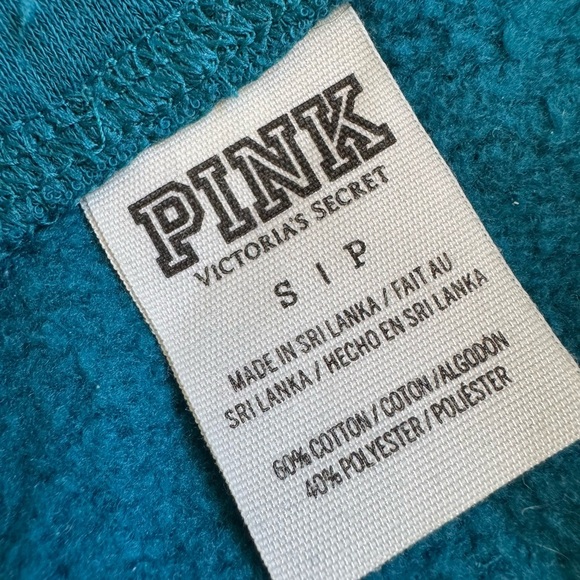 PINK
VICTORIA'S SECRET
S | P
MADE IN SRI LANKA / FAIT AU
SRI LANKA / HECHO EN SRI LANKA
60% COTTON / COTON / ALGODÓN
40% POLYESTER / POLIÉSTER